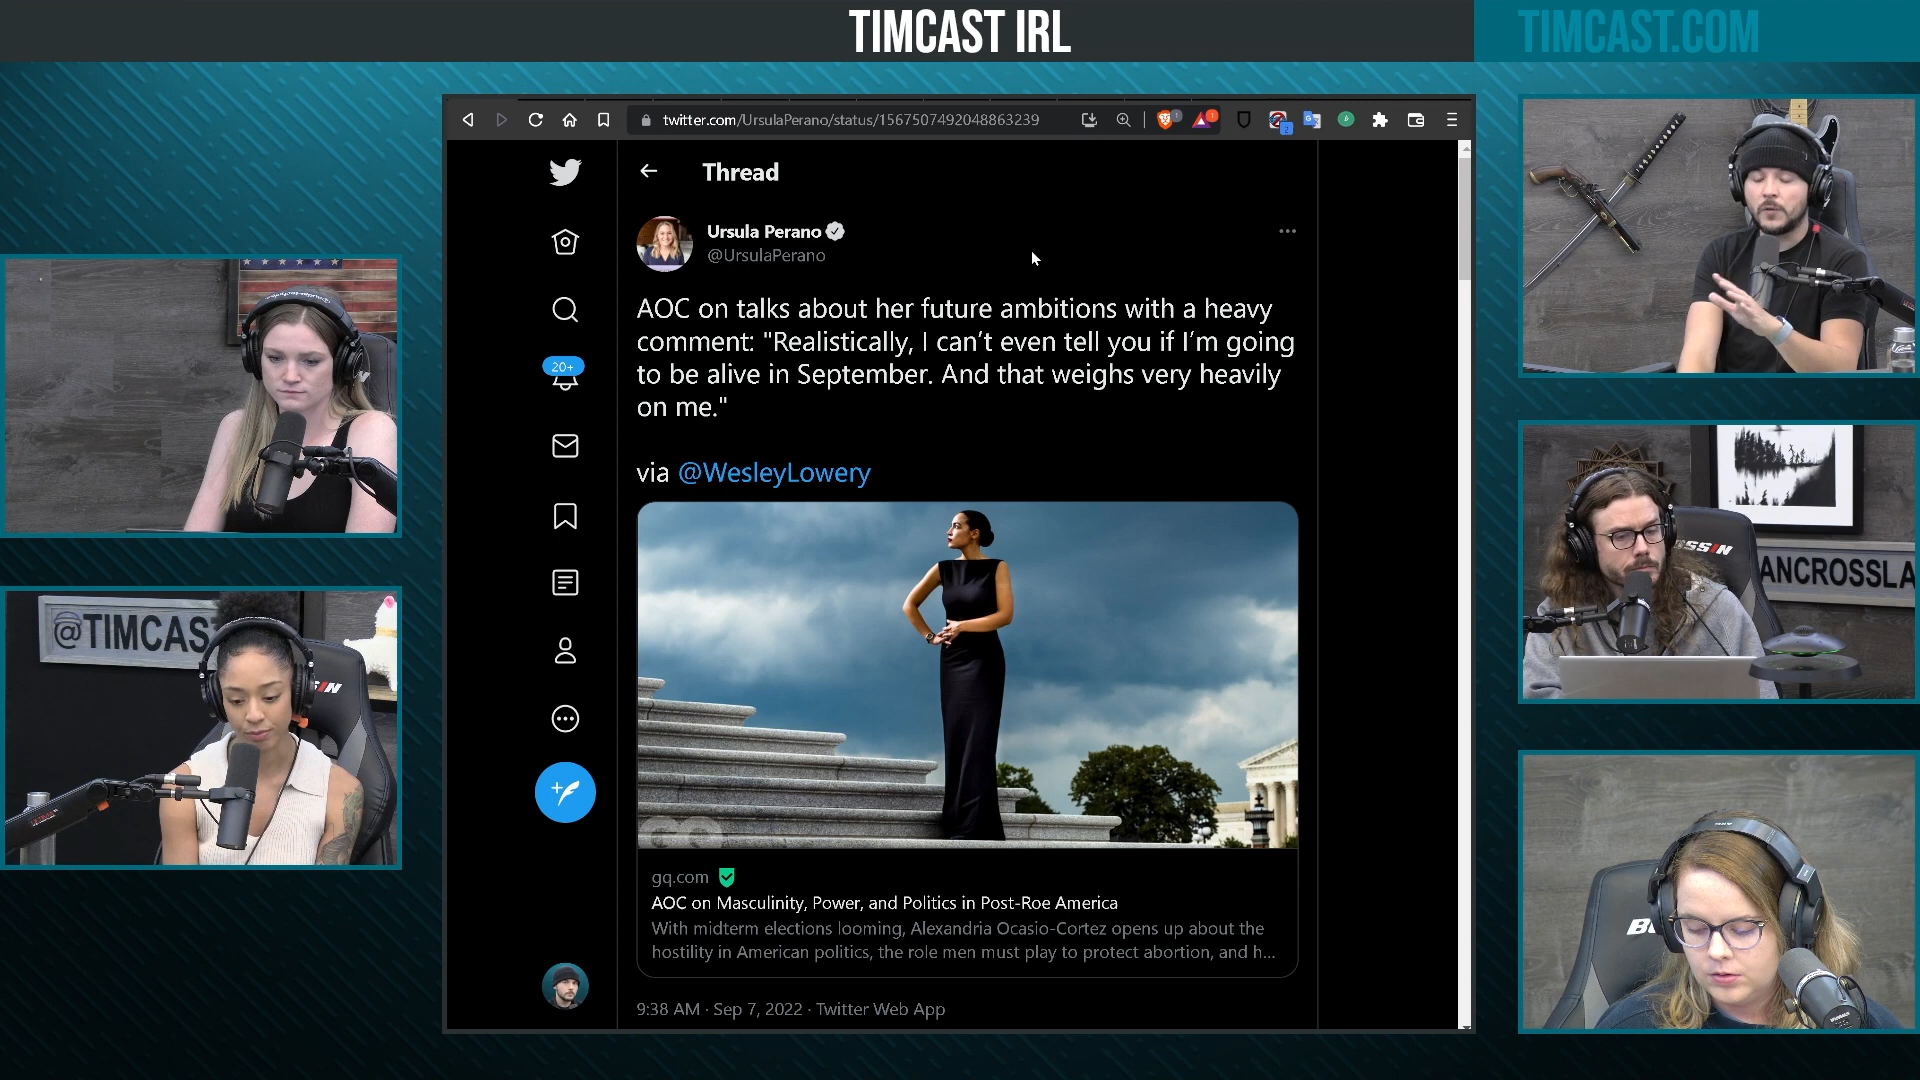 TIMCAST IRL
TIMCAST.COM
twitter.com/UrsulaPerano/status/1567507492048863239
Thread
Ursula Perano
@UrsulaPerano
AOC on talks about her future ambitions with a heavy
comment: "Realistically, I can't even tell you if I'm going
to be alive in September. And that weighs very heavily
on me."
via @WesleyLowery
20+
GQ
gq.com
AOC on Masculinity, Power, and Politics in Post-Roe America
With midterm elections looming, Alexandria Ocasio-Cortez opens up about the
hostility in American politics, the role men must play to protect abortion, and h...
9:38 AM · Sep 7, 2022 · Twitter Web App
@TIMCAS
ANCROSSLA